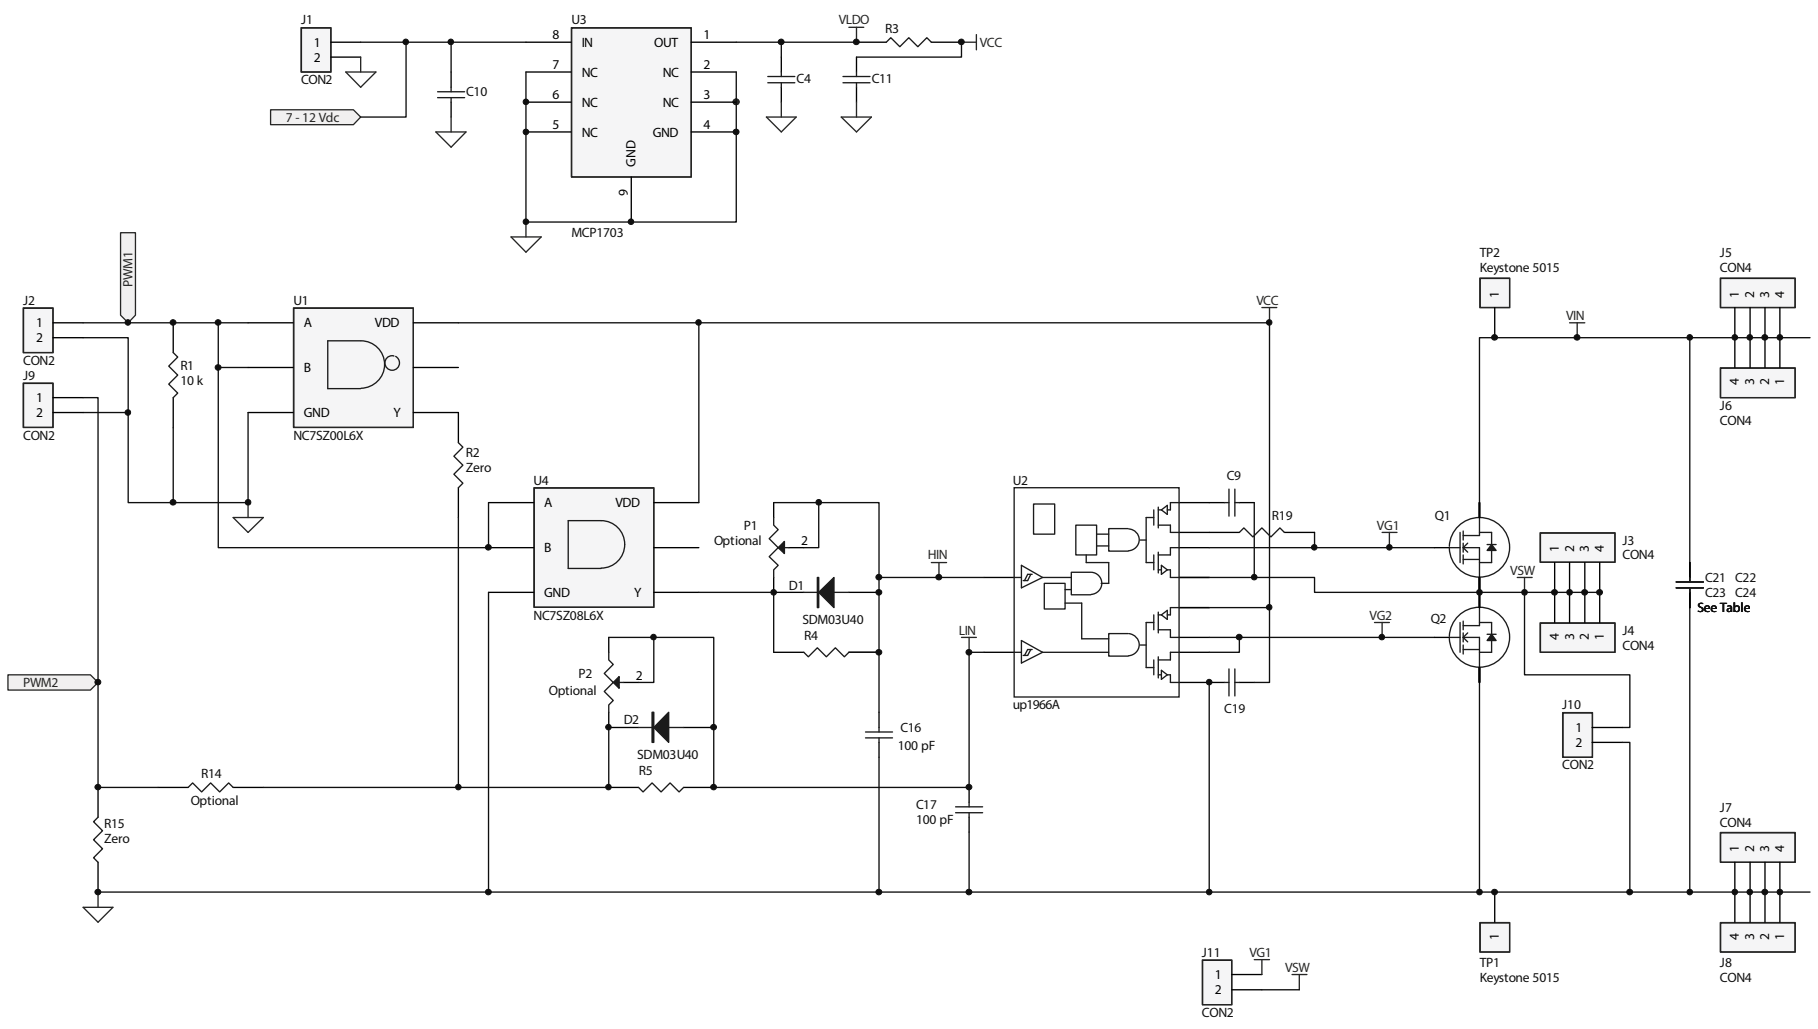 J1
1
2
CON2
7 - 12 Vdc
C10
U3
8
IN
OUT
1
7
NC
NC
2
6
NC
NC
3
5
NC
GND
4
GND
9
MCP1703
VLDO
R3
VCC
C4
C11
PWM1
J2
1
2
CON2
J9
1
2
CON2
R1
10 k
U1
A
VDD
B
GND
Y
NC7SZ00L6X
R2
Zero
U4
A
VDD
B
GND
Y
NC7SZ08L6X
P1
Optional
2
D1
SDM03U40
R4
P2
Optional
2
D2
SDM03U40
R5
PWM2
R14
Optional
R15
Zero
C16
100 pF
C17
100 pF
HIN
LIN
U2
up1966A
C9
R19
C19
VCC
VG1
VG2
Q1
Q2
VSW
TP2
Keystone 5015
1
VIN
J5
CON4
1 2 3 4
4 3 2 1
J6
CON4
1 2 3 4
J3
CON4
4 3 2 1
J4
CON4
C21 C22
C23 C24
See Table
J10
1
2
CON2
J7
CON4
1 2 3 4
4 3 2 1
J8
CON4
1
TP1
Keystone 5015
J11
1
2
CON2
VG1
VSW